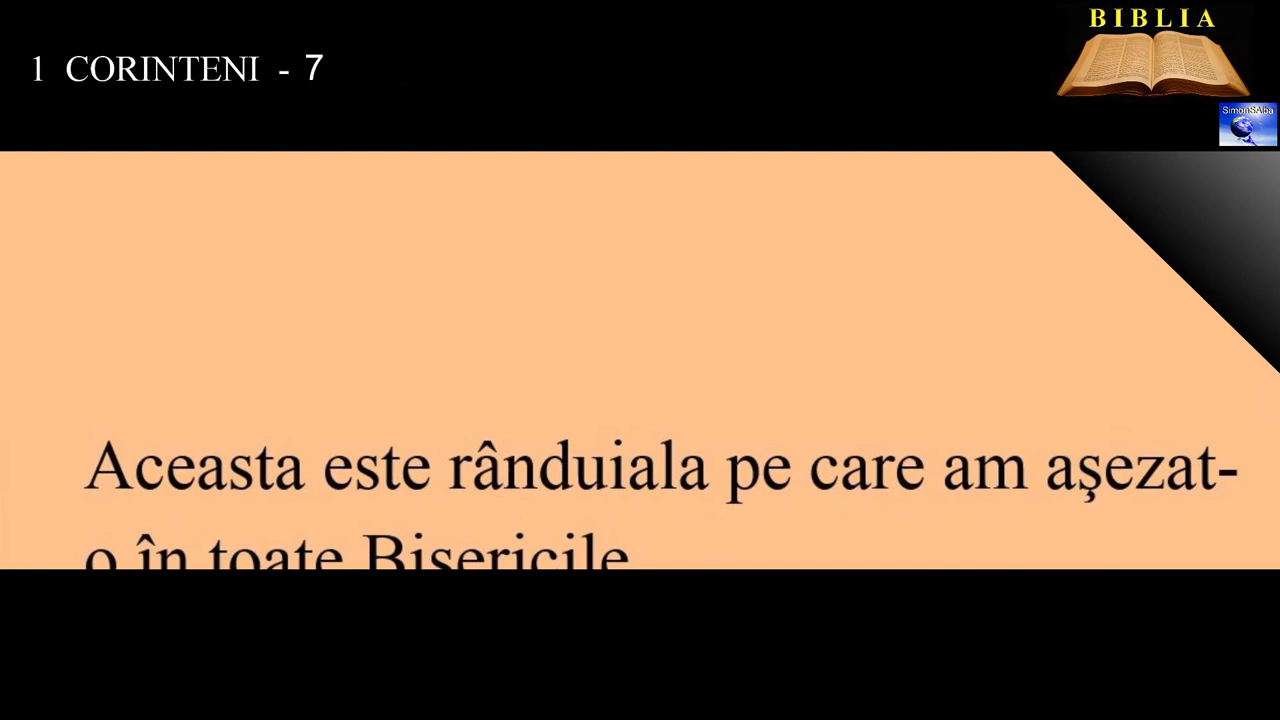 BIBLIA
1 CORINTENI - 7
SimonSAlba
Aceasta este rânduiala pe care am aşezat-
o în toate Bisericile